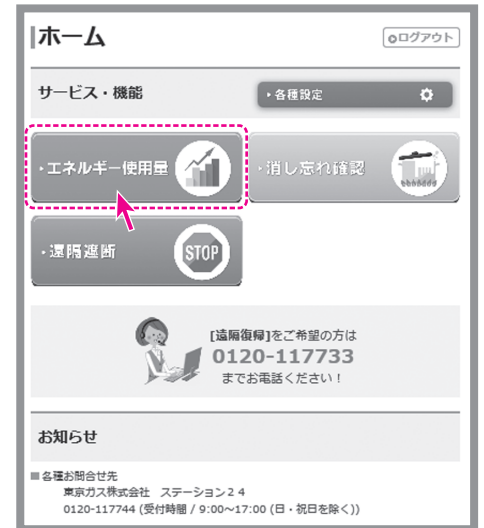 ホーム
ログアウト
サービス・機能
・各種設定
・エネルギー使用量
・消し忘れ確認
・遠隔遮断
STOP
[遠隔復帰]をご希望の方は
0120-117733
までお電話ください！
お知らせ
■各種お問合せ先
東京ガス株式会社　ステーション２４
0120-117744 (受付時間 / 9:00～17:00 (日・祝日を除く))